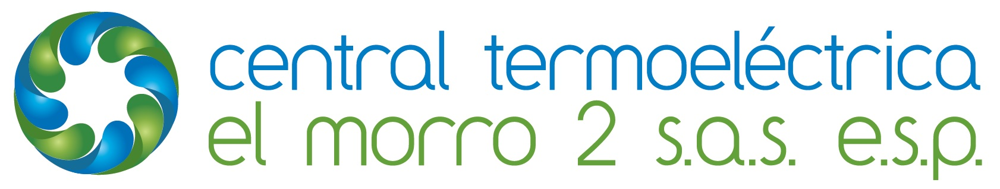 central termoeléctrica
el morro 2 s.a.s. e.s.p.